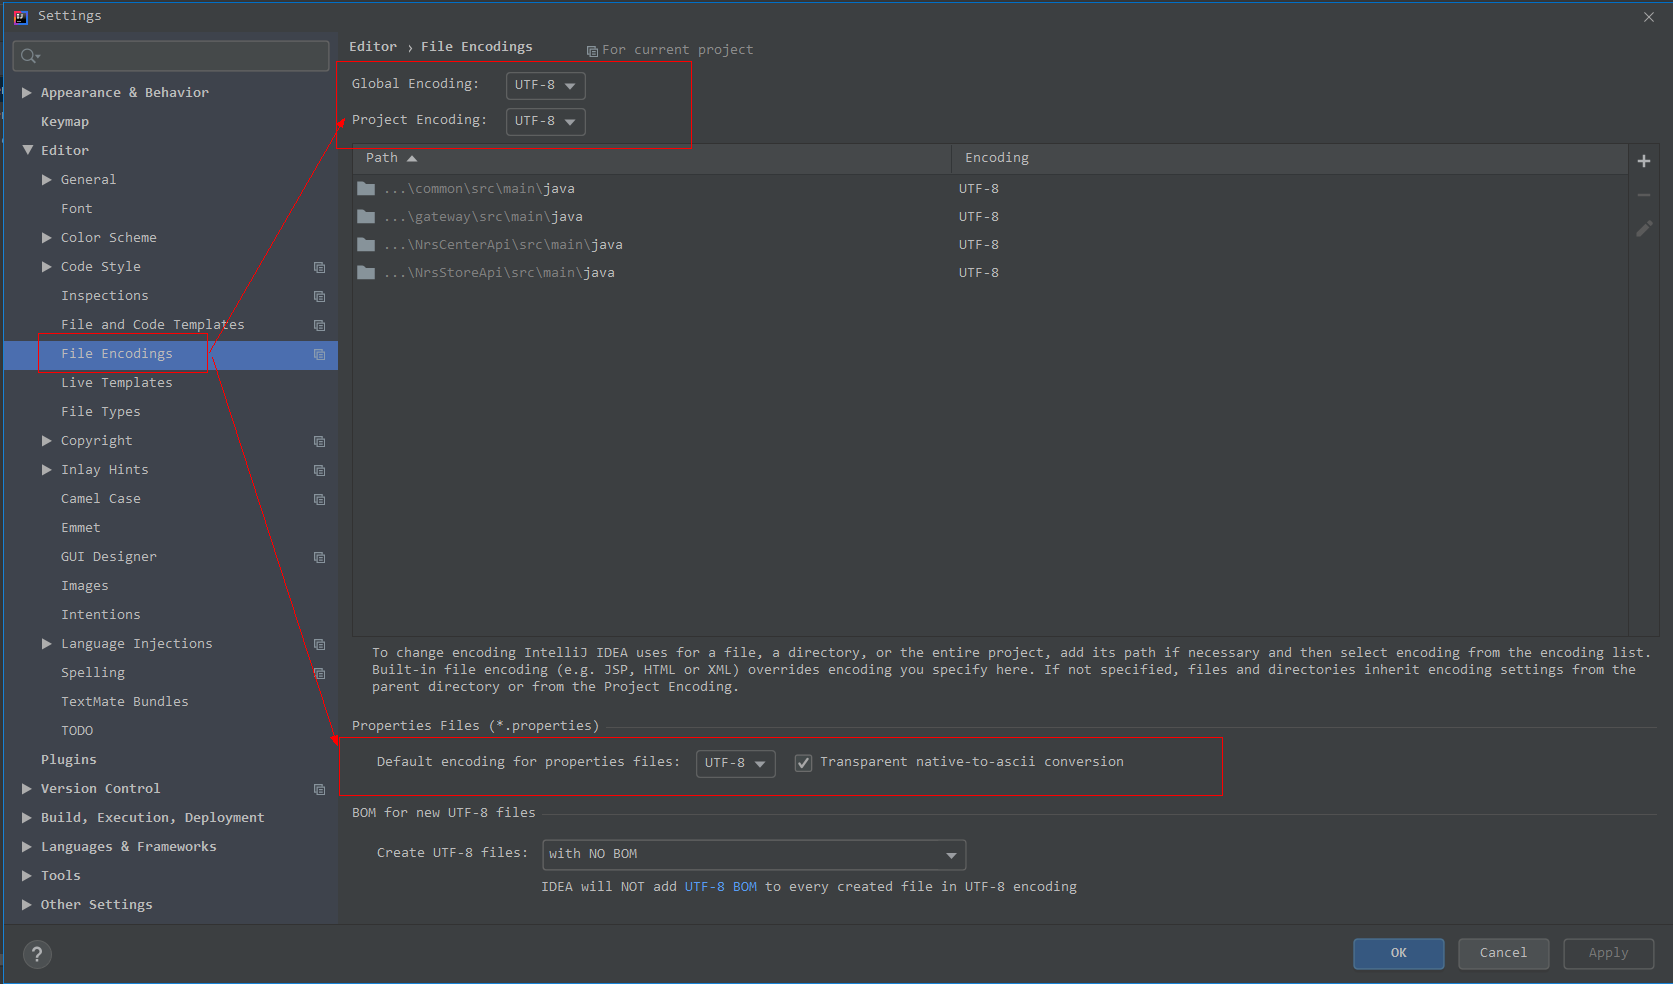 Settings
Appearance & Behavior
Keymap
Editor
General
Font
Color Scheme
Code Style
Inspections
File and Code Templates
File Encodings
Live Templates
File Types
Copyright
Inlay Hints
Camel Case
Emmet
GUI Designer
Images
Intentions
Language Injections
Spelling
TextMate Bundles
TODO
Plugins
Version Control
Build, Execution, Deployment
Languages & Frameworks
Tools
Other Settings
Editor › File Encodings For current project
Global Encoding: UTF-8
Project Encoding: UTF-8
Path Encoding
...\common\src\main\java UTF-8
...\gateway\src\main\java UTF-8
...\NrsCenterApi\src\main\java UTF-8
...\NrsStoreApi\src\main\java UTF-8
To change encoding IntelliJ IDEA uses for a file, a directory, or the entire project, add its path if necessary and then select encoding from the encoding list.
Built-in file encoding (e.g. JSP, HTML or XML) overrides encoding you specify here. If not specified, files and directories inherit encoding settings from the
parent directory or from the Project Encoding.
Properties Files (*.properties)
Default encoding for properties files: UTF-8 Transparent native-to-ascii conversion
BOM for new UTF-8 files
Create UTF-8 files: with NO BOM
IDEA will NOT add UTF-8 BOM to every created file in UTF-8 encoding
? OK Cancel Apply